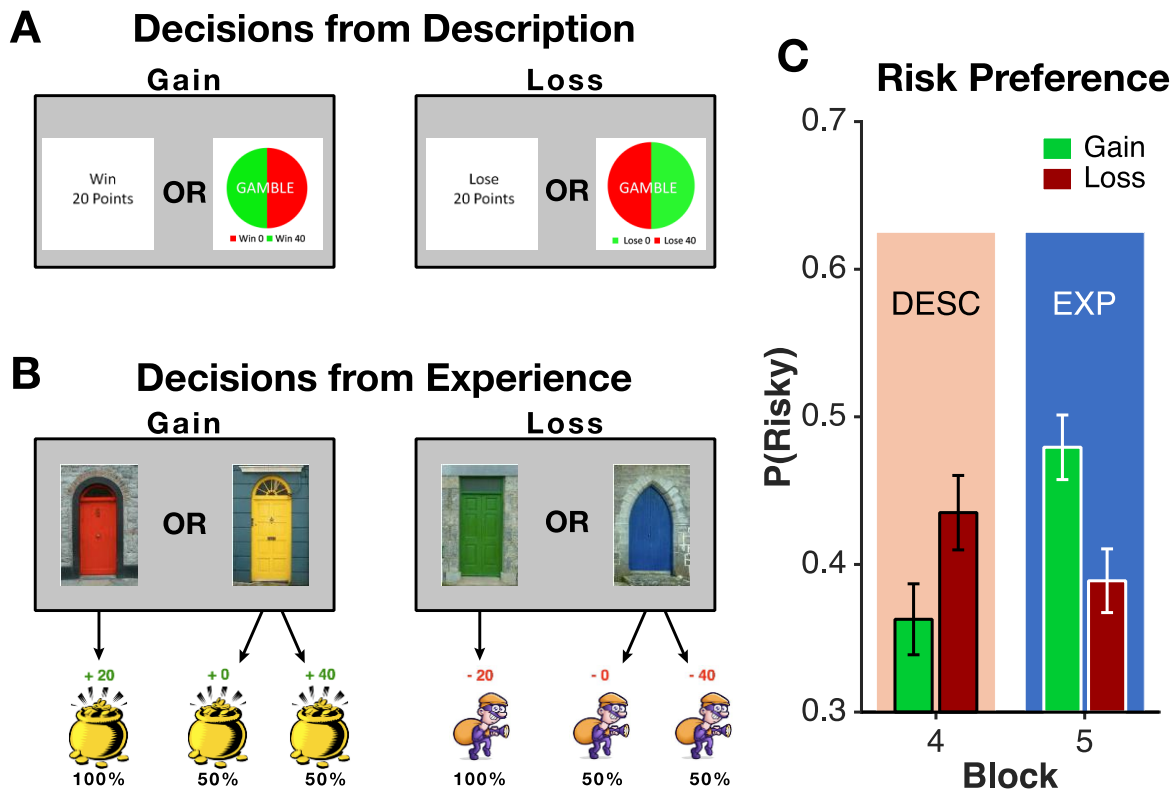 A
Decisions from Description
Gain
Win
20 Points
OR
GAMBLE
Win 0 Win 40
Loss
Lose
20 Points
OR
GAMBLE
Lose 0 Lose 40
B
Decisions from Experience
Gain
OR
+ 20
+ 0
+ 40
100%
50%
50%
Loss
OR
- 20
- 0
- 40
100%
50%
50%
C
Risk Preference
Gain
Loss
P(Risky)
0.7
0.6
0.5
0.4
0.3
DESC
EXP
4
5
Block